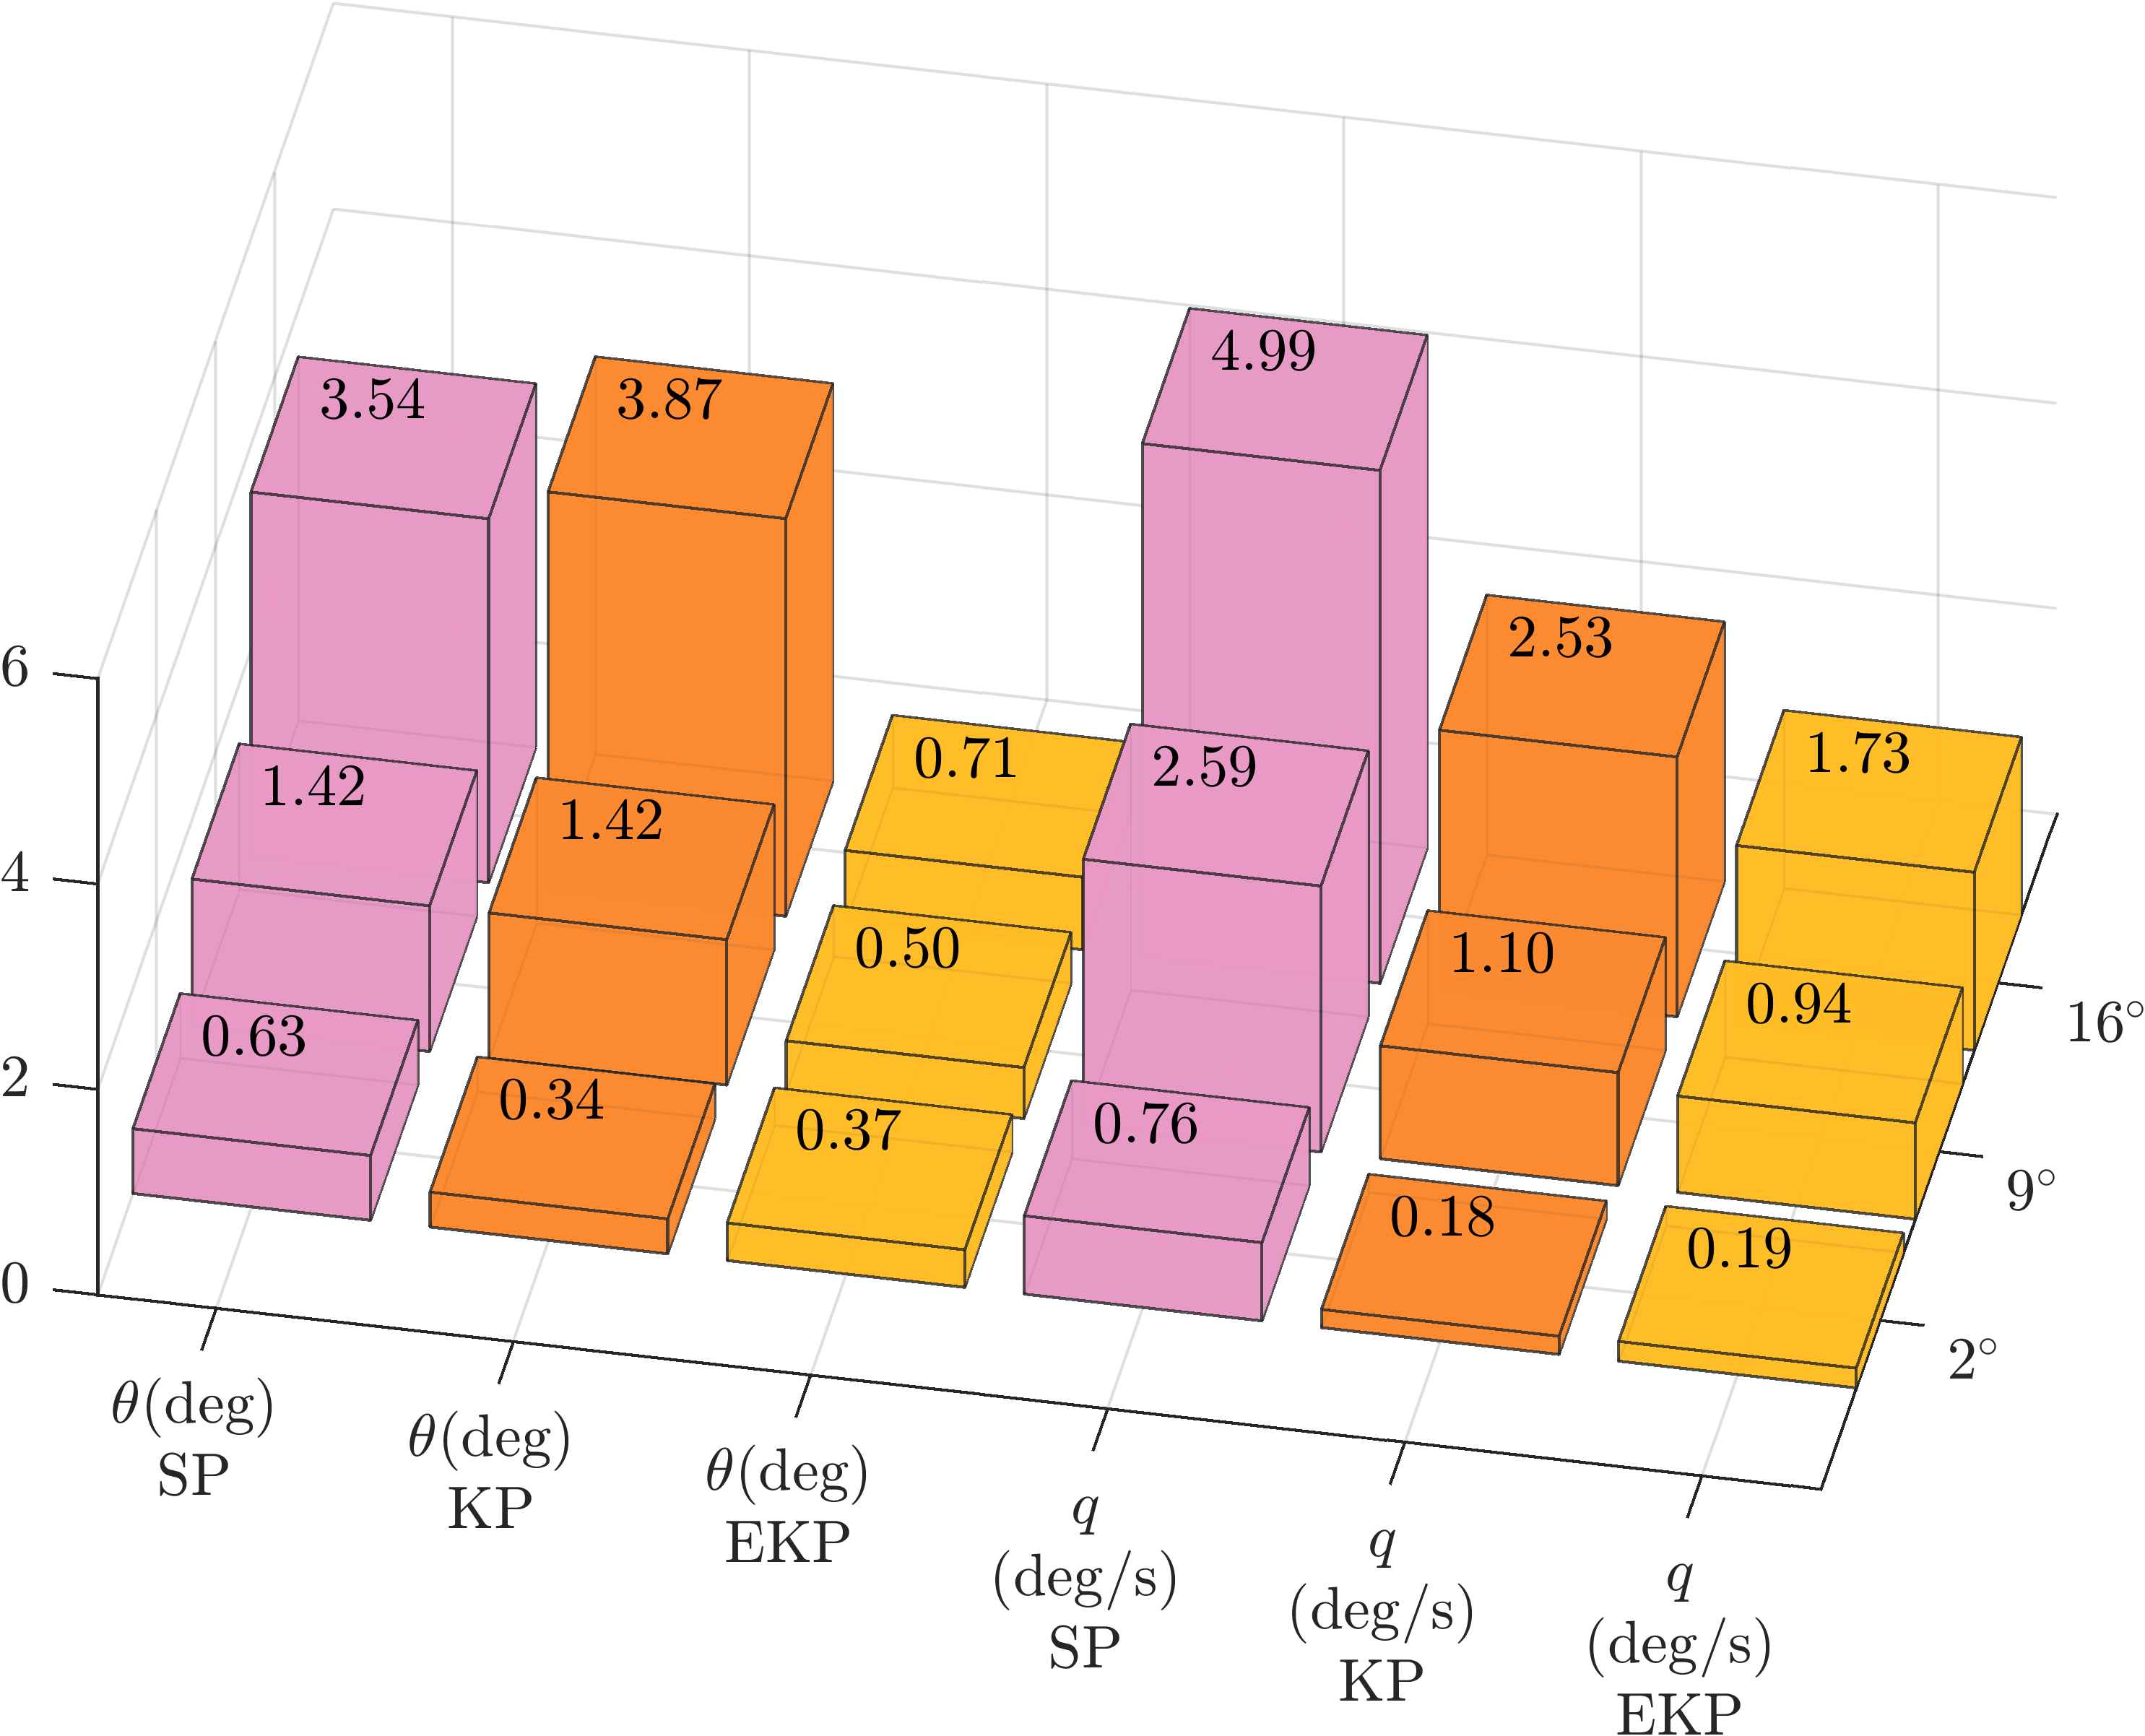 4.99
3.54
3.87
2.53
6
0.71
2.59
1.73
1.42
1.42
4
0.50
1.10
0.94
16°
0.63
2
0.34
0.37
0.76
9°
0.18
0.19
0
2°
θ(deg)
SP
θ(deg)
KP
θ(deg)
EKP
q
(deg/s)
SP
q
(deg/s)
KP
q
(deg/s)
EKP